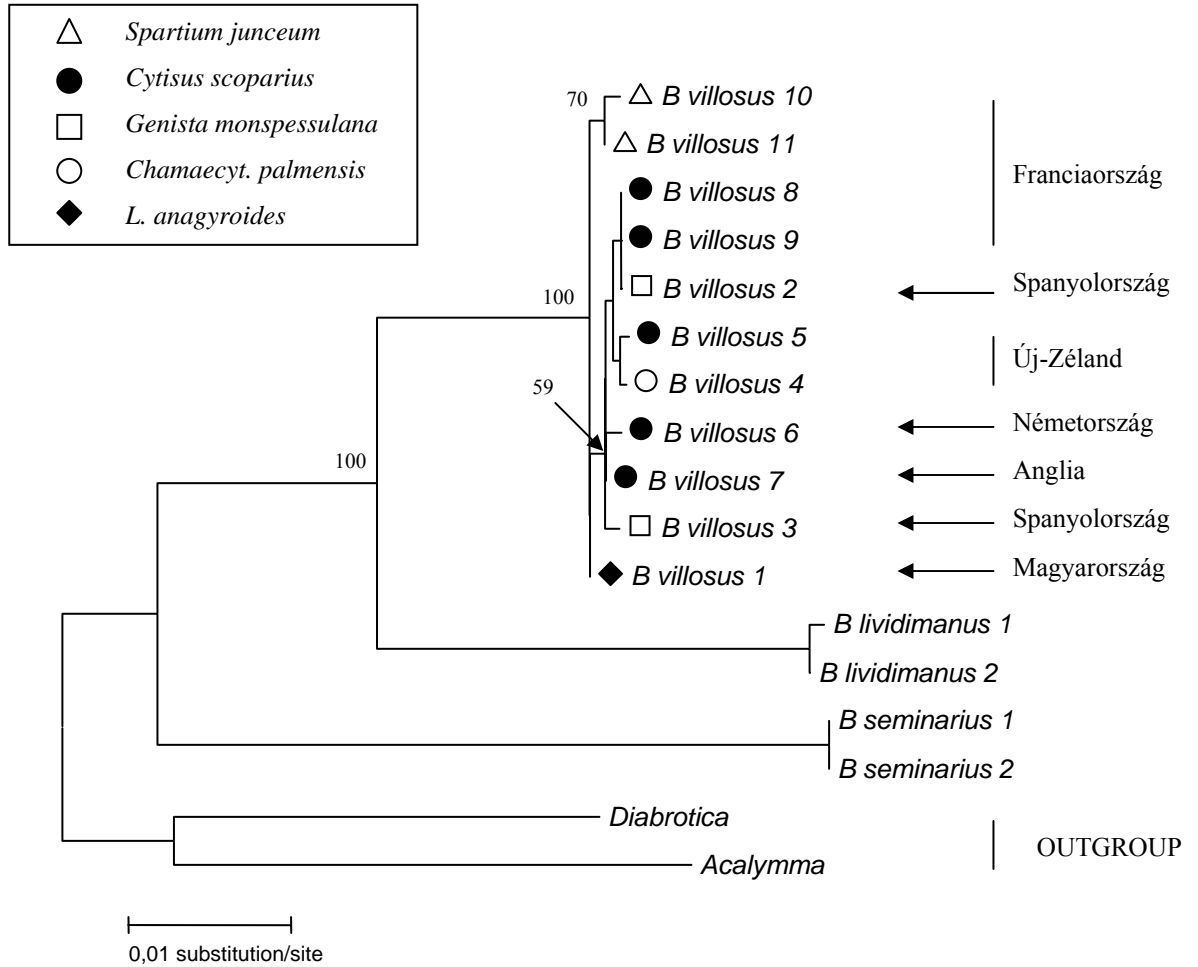 Spartium junceum
Cytisus scoparius
Genista monspessulana
Chamaecyt. palmensis
L. anagyroides
70
B villosus 10
B villosus 11
Franciaország
B villosus 8
B villosus 9
100
B villosus 2
Spanyolország
B villosus 5
Új-Zéland
59
B villosus 4
B villosus 6
Németország
100
B villosus 7
Anglia
B villosus 3
Spanyolország
B villosus 1
Magyarország
B lividimanus 1
B lividimanus 2
B seminarius 1
B seminarius 2
Diabrotica
OUTGROUP
Acalymma
0,01 substitution/site